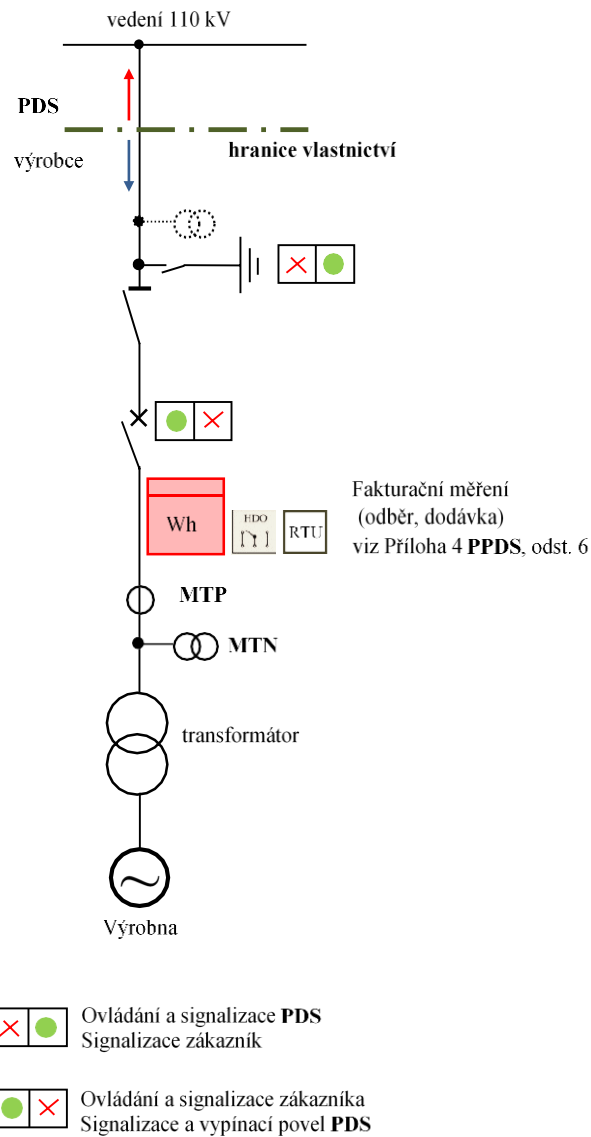 vedení 110 kV
PDS
výrobce
hranice vlastnictví
Wh
HDO
RTU
Fakturační měření
(odběr, dodávka)
viz Příloha 4 PPDS, odst. 6
MTP
MTN
transformátor
Výrobna
Ovládání a signalizace PDS
Signalizace zákazník
Ovládání a signalizace zákazníka
Signalizace a vypínací povel PDS